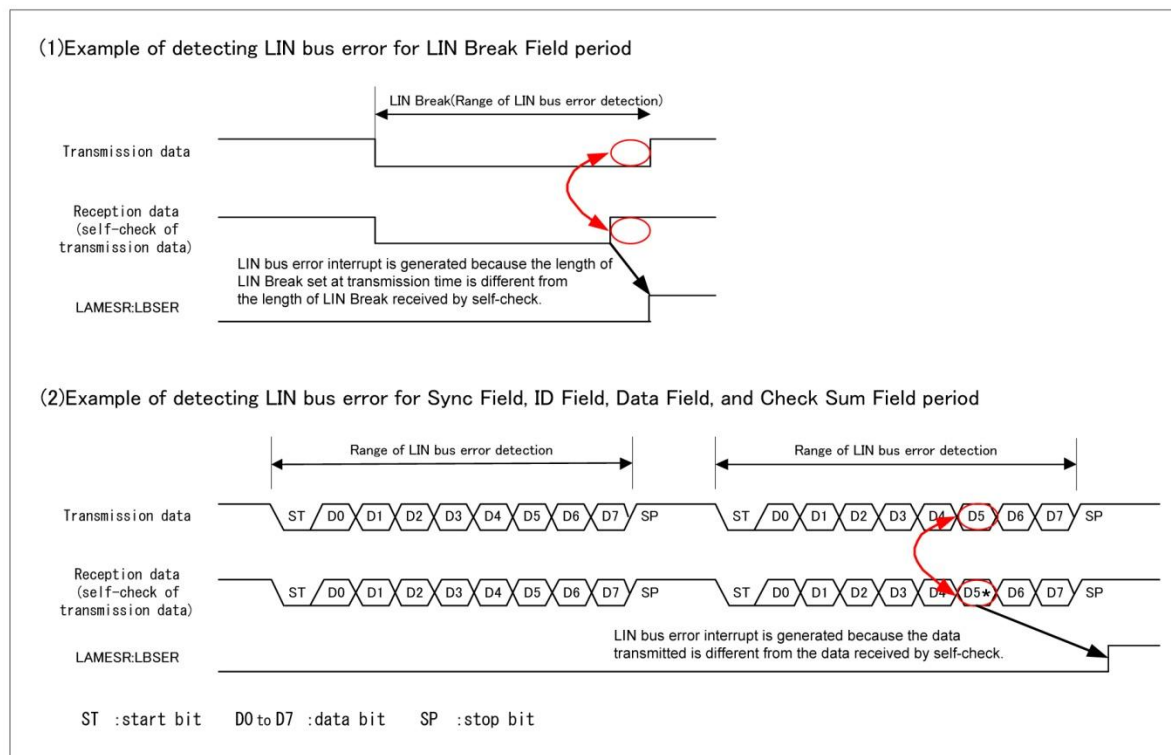 (1)Example of detecting LIN bus error for LIN Break Field period
LIN Break(Range of LIN bus error detection)
Transmission data
Reception data
(self-check of
transmission data)
LIN bus error interrupt is generated because the length of
LIN Break set at transmission time is different from
the length of LIN Break received by self-check.
LAMESR:LBSER
(2)Example of detecting LIN bus error for Sync Field, ID Field, Data Field, and Check Sum Field period
Range of LIN bus error detection Range of LIN bus error detection
Transmission data ST D0 D1 D2 D3 D4 D5 D6 D7 SP ST D0 D1 D2 D3 D4 D5 D6 D7 SP
Reception data
(self-check of
transmission data)
ST D0 D1 D2 D3 D4 D5 D6 D7 SP ST D0 D1 D2 D3 D4 D5* D6 D7 SP
LIN bus error interrupt is generated because the data
transmitted is different from the data received by self-check.
LAMESR:LBSER
ST :start bit D0 to D7 :data bit SP :stop bit